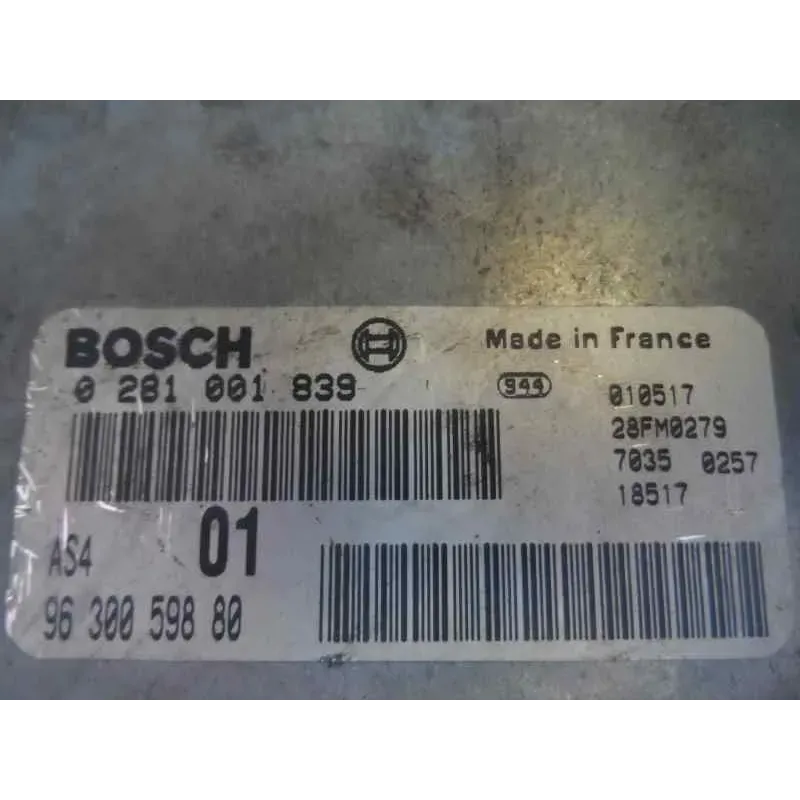 BOSCH Made in France
0 281 001 839 944 010517
28FM0279
7035 0257
18517
AS4 01
96 300 598 80